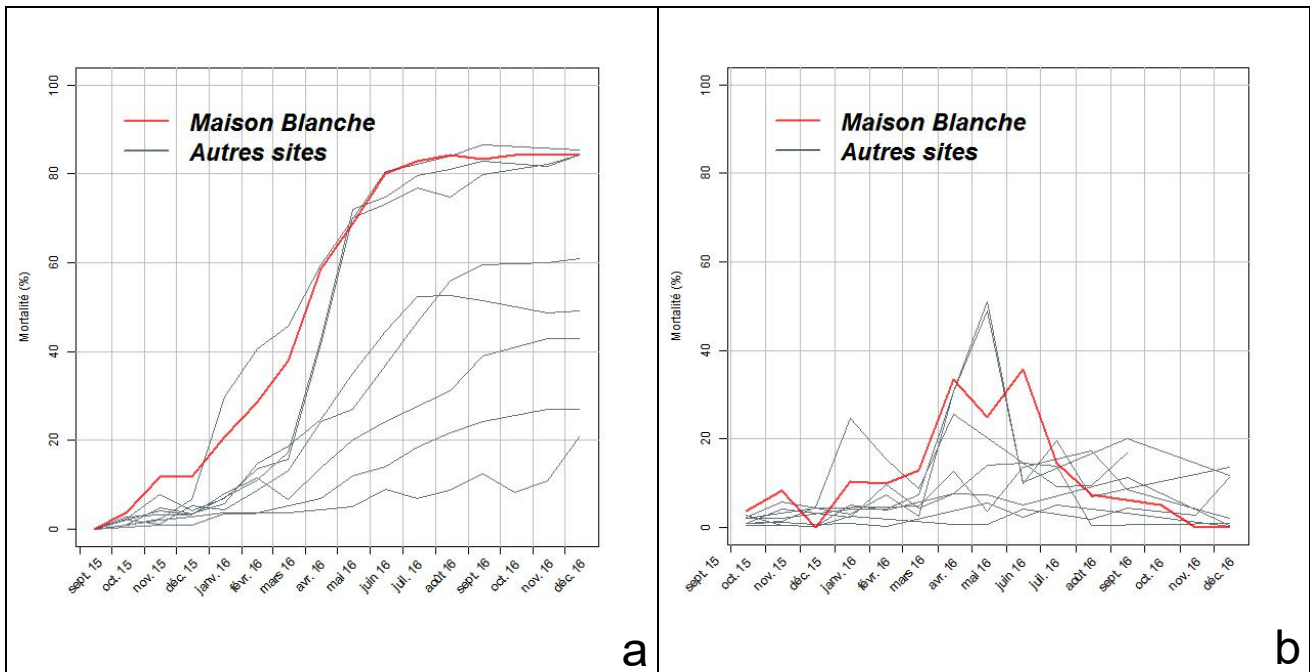 Maison Blanche
Autres sites
Mortalité (%)
0
20
40
60
80
100
sept. 15
oct. 15
nov. 15
déc. 15
janv. 16
févr. 16
mars 16
avr. 16
mai 16
juin 16
juil. 16
août 16
sept. 16
oct. 16
nov. 16
déc. 16
a
Maison Blanche
Autres sites
Mortalité (%)
0
20
40
60
80
100
sept. 15
oct. 15
nov. 15
déc. 15
janv. 16
févr. 16
mars 16
avr. 16
mai 16
juin 16
juil. 16
août 16
sept. 16
oct. 16
nov. 16
déc. 16
b